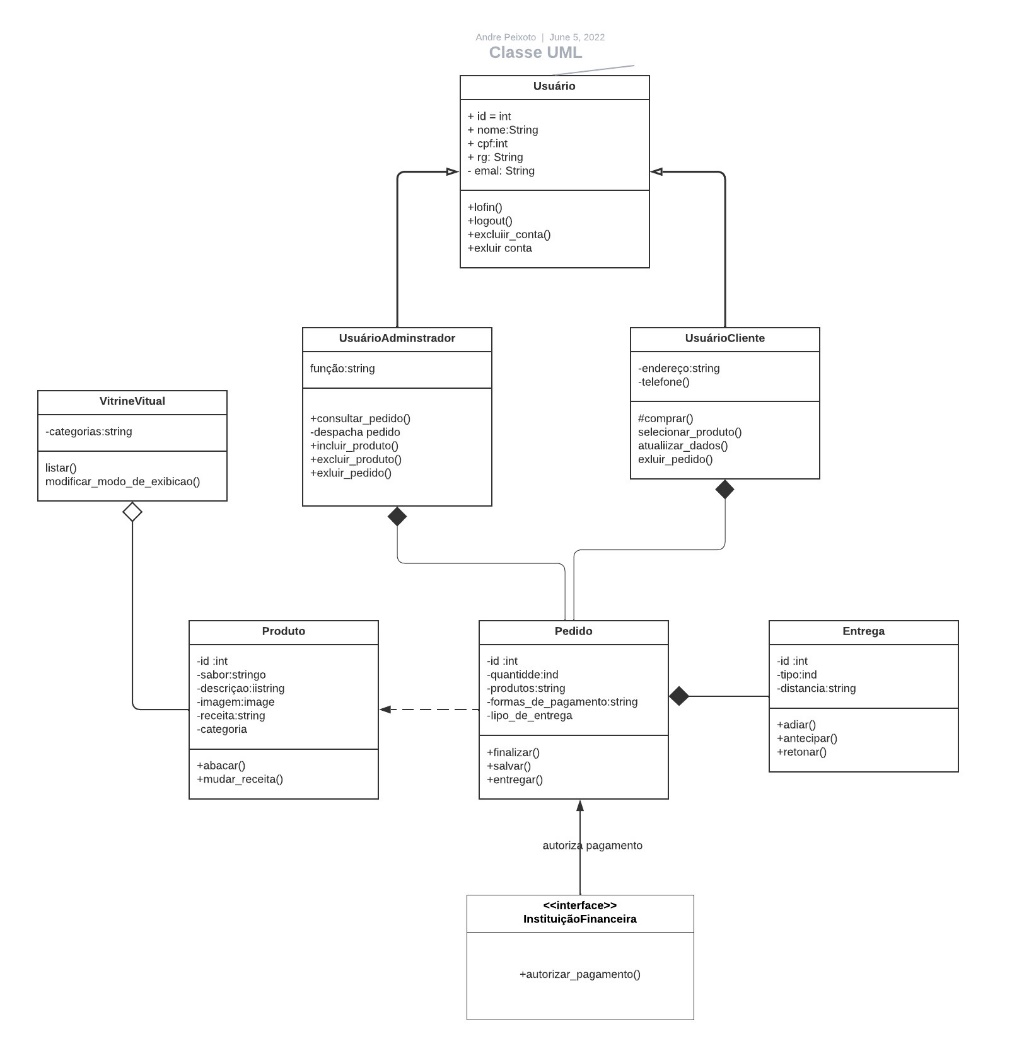 Andre Peixoto | June 5, 2022
Classe UML
Usuário
+ id = int
+ nome:String
+ cpf:int
+ rg: String
- emal: String
+lofin()
+logout()
+excluiir_conta()
+exluir conta
UsuárioAdminstrador
função:string
+consultar_pedido()
-despacha pedido
+incluir_produto()
+excluir_produto()
+exluir_pedido()
UsuárioCliente
-endereço:string
-telefone()
#comprar()
selecionar_produto()
atualiizar_dados()
exluir_pedido()
VitrineVitual
-categorias:string
listar()
modificar_modo_de_exibicao()
Produto
-id :int
-sabor:stringo
-descriçao:iistring
-imagem:image
-receita:string
-categoria
+abacar()
+mudar_receita()
Pedido
-id :int
-quantidde:ind
-produtos:string
-formas_de_pagamento:string
-lipo_de_entrega
+finalizar()
+salvar()
+entregar()
Entrega
-id :int
-tipo:ind
-distancia:string
+adiar()
+antecipar()
+retonar()
autoriza pagamento
<<interface>>
InstituiçãoFinanceira
+autorizar_pagamento()